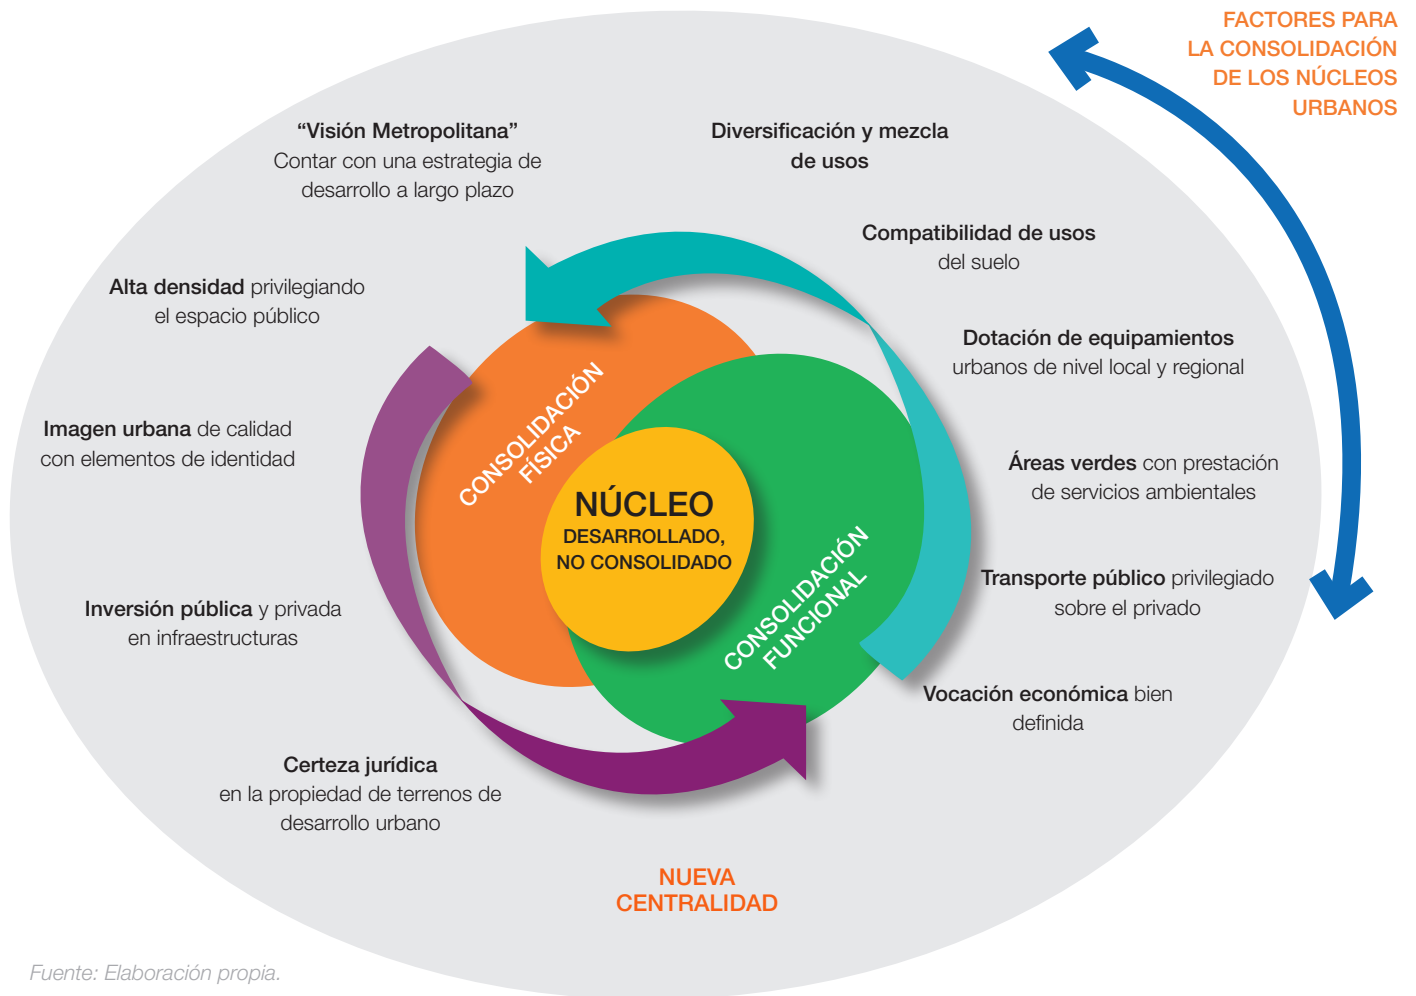 FACTORES PARA
LA CONSOLIDACIÓN
DE LOS NÚCLEOS
URBANOS
“Visión Metropolitana”
Contar con una estrategia de
desarrollo a largo plazo
Diversificación y mezcla
de usos
Compatibilidad de usos
del suelo
Alta densidad privilegiando
el espacio público
Dotación de equipamientos
urbanos de nivel local y regional
Imagen urbana de calidad
con elementos de identidad
Áreas verdes con prestación
de servicios ambientales
CONSOLIDACIÓN
FÍSICA
NÚCLEO
DESARROLLADO,
NO CONSOLIDADO
CONSOLIDACIÓN
FUNCIONAL
Transporte público privilegiado
sobre el privado
Inversión pública y privada
en infraestructuras
Vocación económica bien
definida
Certeza jurídica
en la propiedad de terrenos de
desarrollo urbano
NUEVA
CENTRALIDAD
Fuente: Elaboración propia.